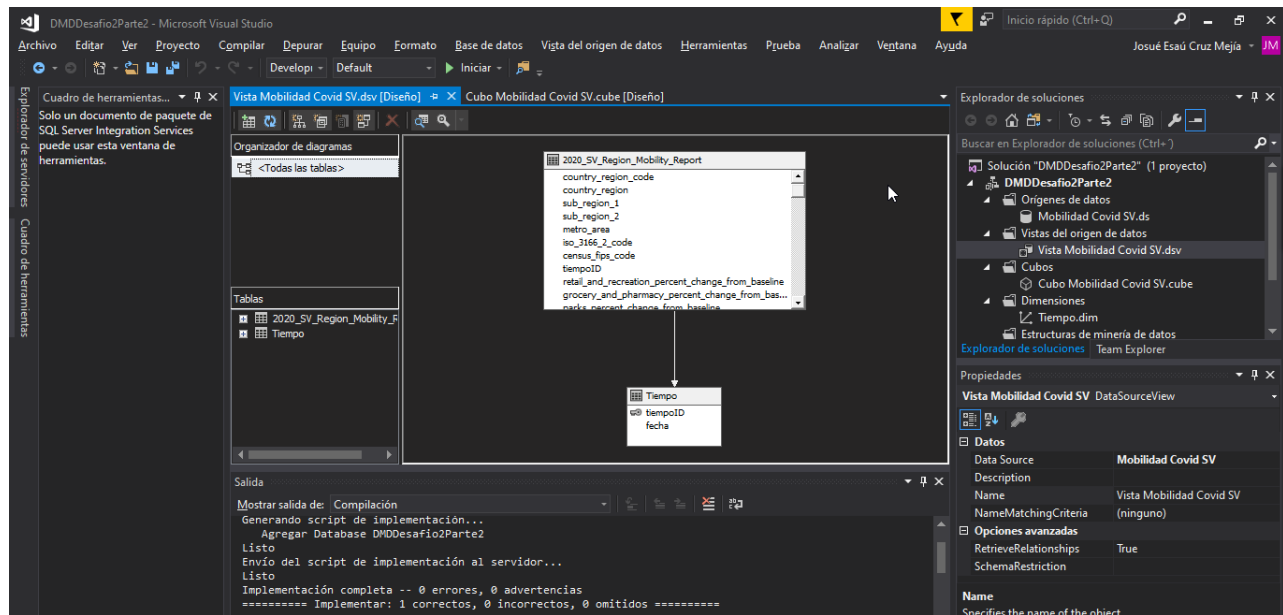 DMDDesafio2Parte2 - Microsoft Visual Studio
Inicio rápido (Ctrl+Q)
Archivo Editar Ver Proyecto Compilar Depurar Equipo Formato Base de datos Vista del origen de datos Herramientas Prueba Analizar Ventana Ayuda
Josué Esaú Cruz Mejía JM
Developi Default Iniciar
Explorador de servidores
Cuadro de herramientas
Cuadro de herramientas...
Solo un documento de paquete de
SQL Server Integration Services
puede usar esta ventana de
herramientas.
Vista Mobilidad Covid SV.dsv [Diseño] Cubo Mobilidad Covid SV.cube [Diseño]
Organizador de diagramas
<Todas las tablas>
Tablas
2020_SV_Region_Mobility_R
Tiempo
2020_SV_Region_Mobility_Report
country_region_code
country_region
sub_region_1
sub_region_2
metro_area
iso_3166_2_code
census_fips_code
tiempoID
retail_and_recreation_percent_change_from_baseline
grocery_and_pharmacy_percent_change_from_bas...
parks_percent_change_from_baseline
Tiempo
tiempoID
fecha
Salida
Mostrar salida de: Compilación
Generando script de implementación...
Agregar Database DMDDesafio2Parte2
Listo
Envío del script de implementación al servidor...
Listo
Implementación completa -- 0 errores, 0 advertencias
========== Implementar: 1 correctos, 0 incorrectos, 0 omitidos ==========
Explorador de soluciones
Buscar en Explorador de soluciones (Ctrl+´)
Solución "DMDDesafio2Parte2" (1 proyecto)
DMDDesafio2Parte2
Orígenes de datos
Mobilidad Covid SV.ds
Vistas del origen de datos
Vista Mobilidad Covid SV.dsv
Cubos
Cubo Mobilidad Covid SV.cube
Dimensiones
Tiempo.dim
Estructuras de minería de datos
Explorador de soluciones Team Explorer
Propiedades
Vista Mobilidad Covid SV DataSourceView
Datos
Data Source Mobilidad Covid SV
Description
Name Vista Mobilidad Covid SV
NameMatchingCriteria (ninguno)
Opciones avanzadas
RetrieveRelationships True
SchemaRestriction
Name
Specifies the name of the object.